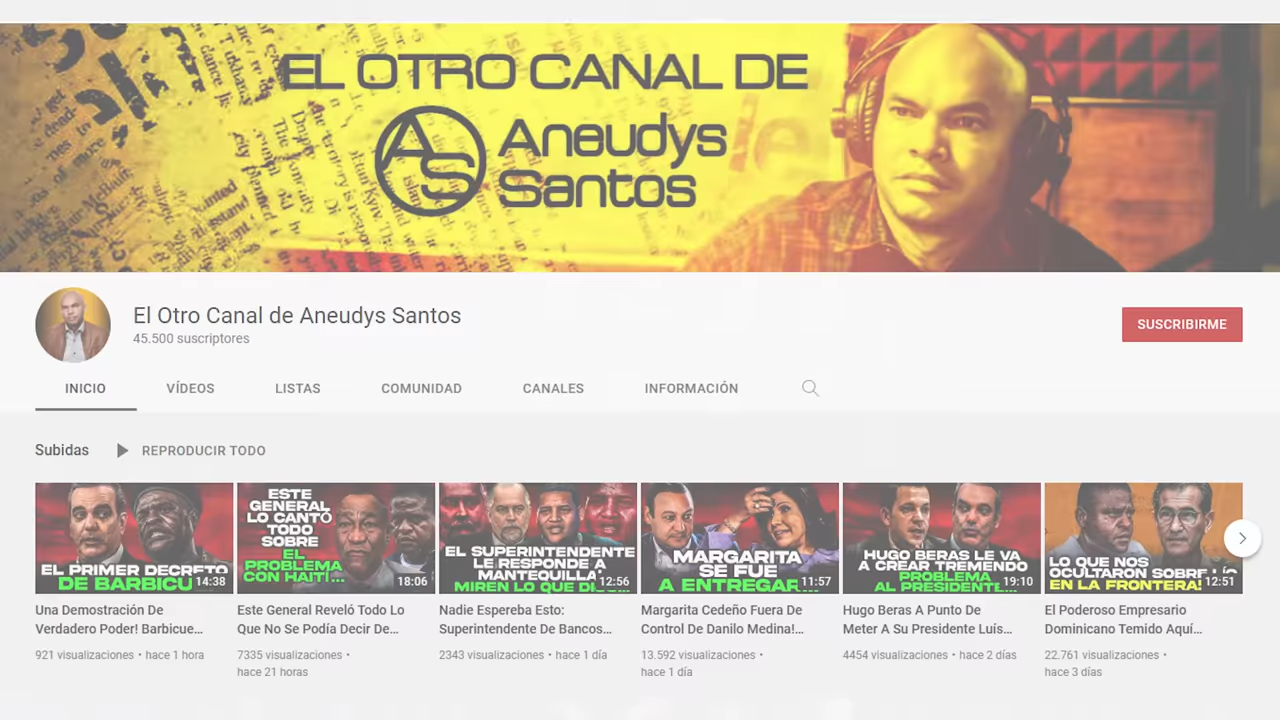 EL OTRO CANAL DE
AS
Aneudys
Santos
El Otro Canal de Aneudys Santos
45.500 suscriptores
SUSCRIBIRME
INICIO
VÍDEOS
LISTAS
COMUNIDAD
CANALES
INFORMACIÓN
Subidas
REPRODUCIR TODO
EL PRIMER DECRETO
DE BARBICU
14:38
ESTE
GENERAL
LO CANTÓ
TODO
SOBRE
EL
PROBLEMA
CON HAITÍ...
18:06
EL SUPERINTENDENTE
LE RESPONDE A
MANTEQUILLA
MIREN LO QUE
12:56
MARGARITA
SE FUE
A ENTREGAR
11:57
HUGO BERAS LE VA
A CREAR TREMENDO
PROBLEMA
AL PRESIDENTE
19:10
LO QUE NOS
OCULTARON
EN LA FRONTERA!
12:51
Una Demostración De
Verdadero Poder! Barbicue...
921 visualizaciones • hace 1 hora
Este General Reveló Todo Lo
Que No Se Podía Decir De...
7335 visualizaciones •
hace 21 horas
Nadie Espereba Esto:
Superintendente De Bancos...
2343 visualizaciones • hace 1 día
Margarita Cedeño Fuera De
Control De Danilo Medina!...
13.592 visualizaciones •
hace 1 día
Hugo Beras A Punto De
Meter A Su Presidente Luis...
4454 visualizaciones • hace 2 días
El Poderoso Empresario
Dominicano Temido Aquí...
22.761 visualizaciones •
hace 3 días